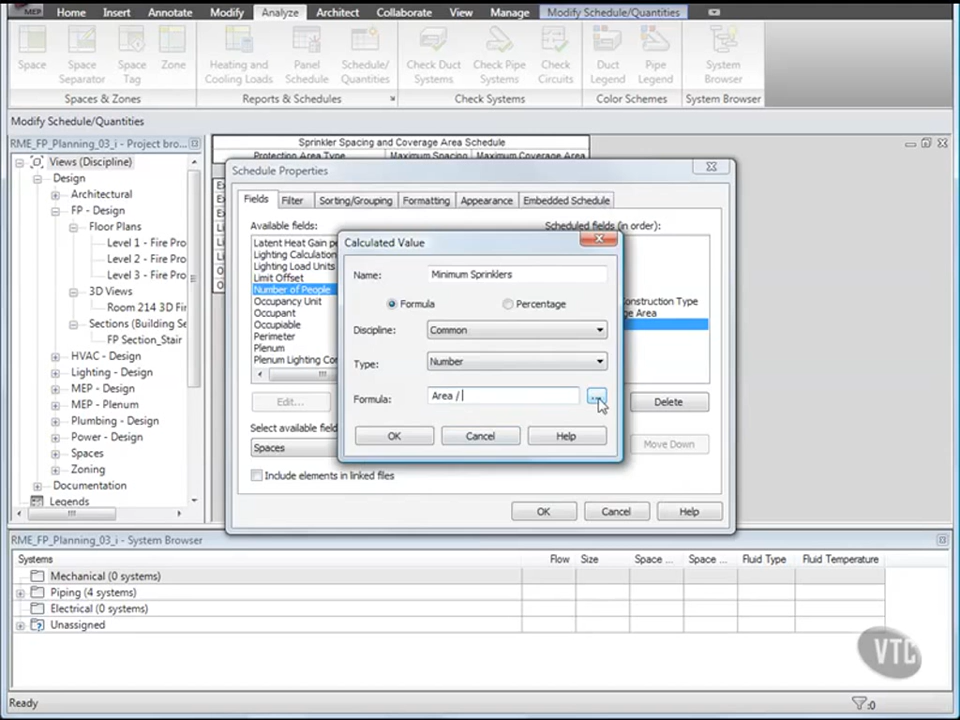 MEP Home Insert Annotate Modify Analyze Architect Collaborate View Manage Modify Schedule/Quantities
Space Space Separator Space Tag Zone Heating and Cooling Loads Panel Schedule Schedule/ Quantities Check Duct Systems Check Pipe Systems Check Circuits Duct Legend Pipe Legend System Browser
Spaces & Zones Reports & Schedules Check Systems Color Schemes System Browser
Modify Schedule/Quantities
RME_FP_Planning_03_i - Project bro...
Views (Discipline)
Design
Architectural
FP - Design
Floor Plans
Level 1 - Fire Pro
Level 2 - Fire Pro
Level 3 - Fire Pro
3D Views
Room 214 3D Fi
Sections (Building Se
FP Section_Stair
HVAC - Design
Lighting - Design
MEP - Design
MEP - Plenum
Plumbing - Design
Power - Design
Spaces
Zoning
Documentation
Legends
Sprinkler Spacing and Coverage Area Schedule
Protection Area Type Maximum Spacing Maximum Coverage Area
Schedule Properties
Fields Filter Sorting/Grouping Formatting Appearance Embedded Schedule
Available fields:
Scheduled fields (in order):
Latent Heat Gain pe
Lighting Calculation
Lighting Load Units
Limit Offset
Number of People
Occupancy Unit
Occupant
Occupiable
Perimeter
Plenum
Plenum Lighting Con
onstruction Type
ge Area
Edit...
Delete
Select available field
Spaces
Move Down
Include elements in linked files
OK Cancel Help
Calculated Value
Name: Minimum Sprinklers
Formula Percentage
Discipline: Common
Type: Number
Formula: Area / ...
OK Cancel Help
RME_FP_Planning_03_i - System Browser
Systems Flow Size Space ... Space ... Fluid Type Fluid Temperature
Mechanical (0 systems)
Piping (4 systems)
Electrical (0 systems)
Unassigned
VTC
Ready
:0